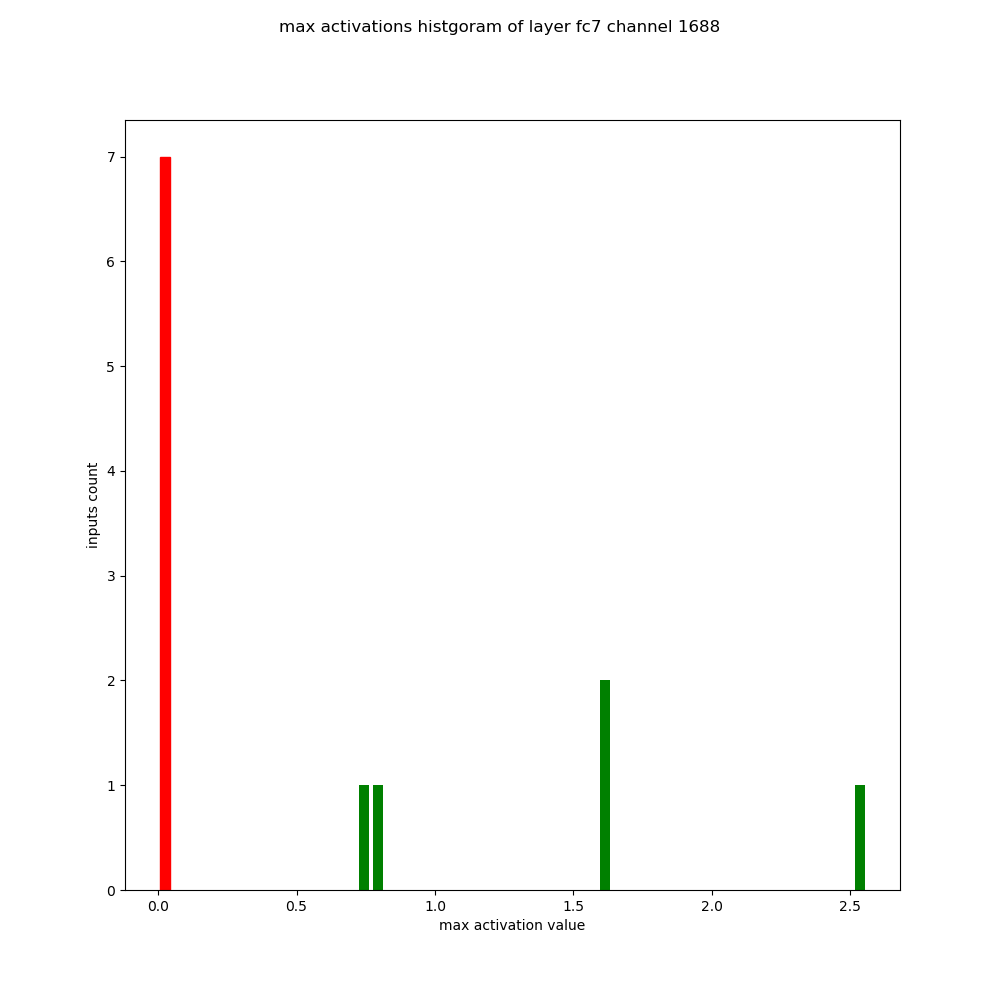 max activations histgoram of layer fc7 channel 1688
7
6
5
4
3
2
1
0
inputs count
0.0 0.5 1.0 1.5 2.0 2.5
max activation value